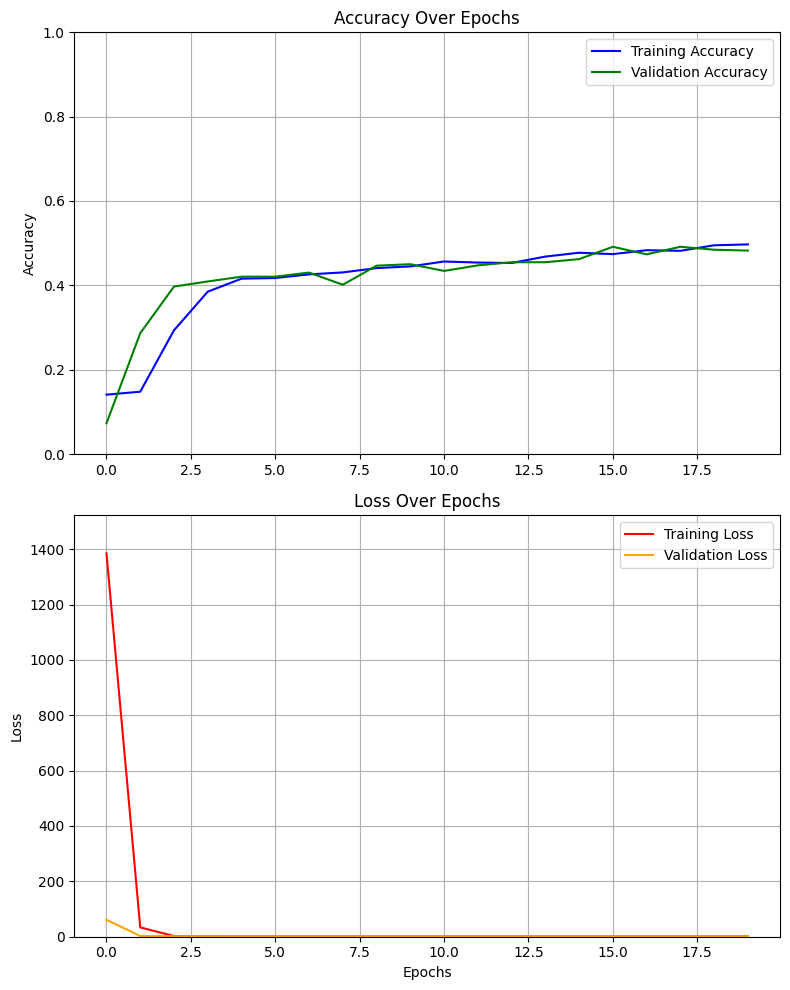 Accuracy Over Epochs
Training Accuracy
Validation Accuracy
1.0
0.8
0.6
0.4
0.2
0.0
Accuracy
0.0 2.5 5.0 7.5 10.0 12.5 15.0 17.5
Loss Over Epochs
Training Loss
Validation Loss
1400
1200
1000
800
600
400
200
0
Loss
0.0 2.5 5.0 7.5 10.0 12.5 15.0 17.5
Epochs